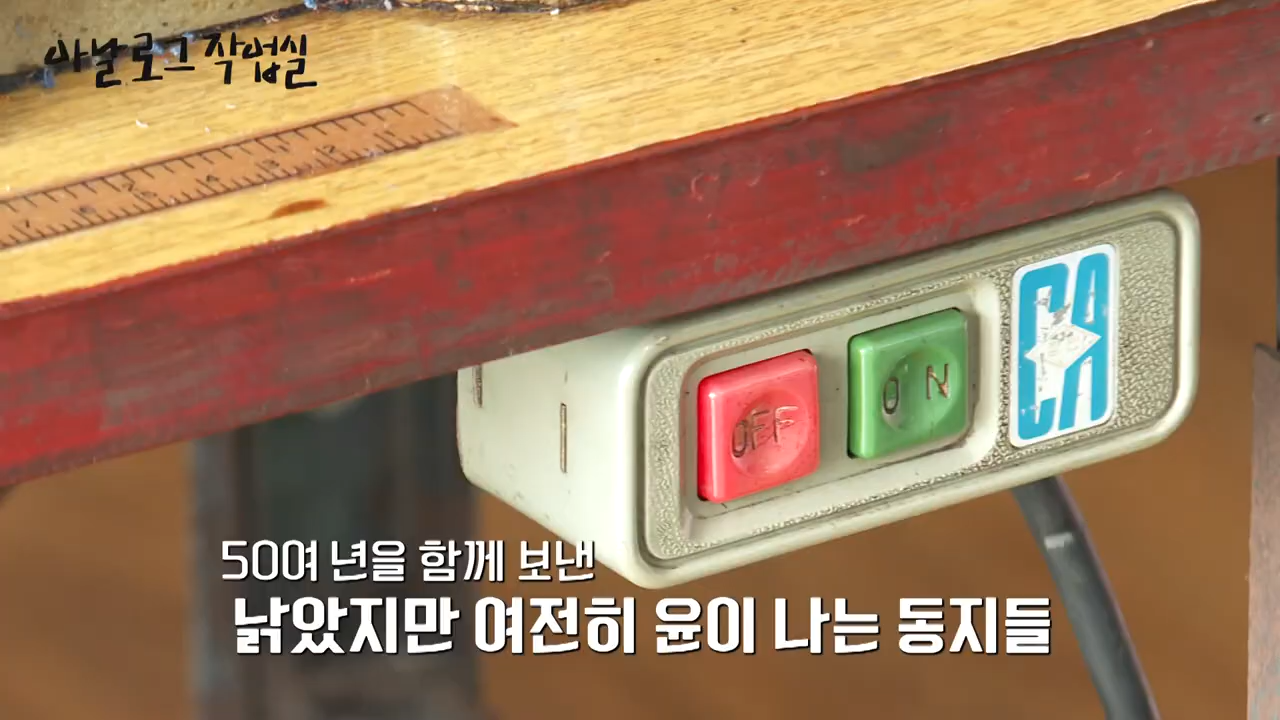 아날로그 작업실
OFF
ON
CA
50여 년을 함께 보낸
낡았지만 여전히 윤이 나는 동지들